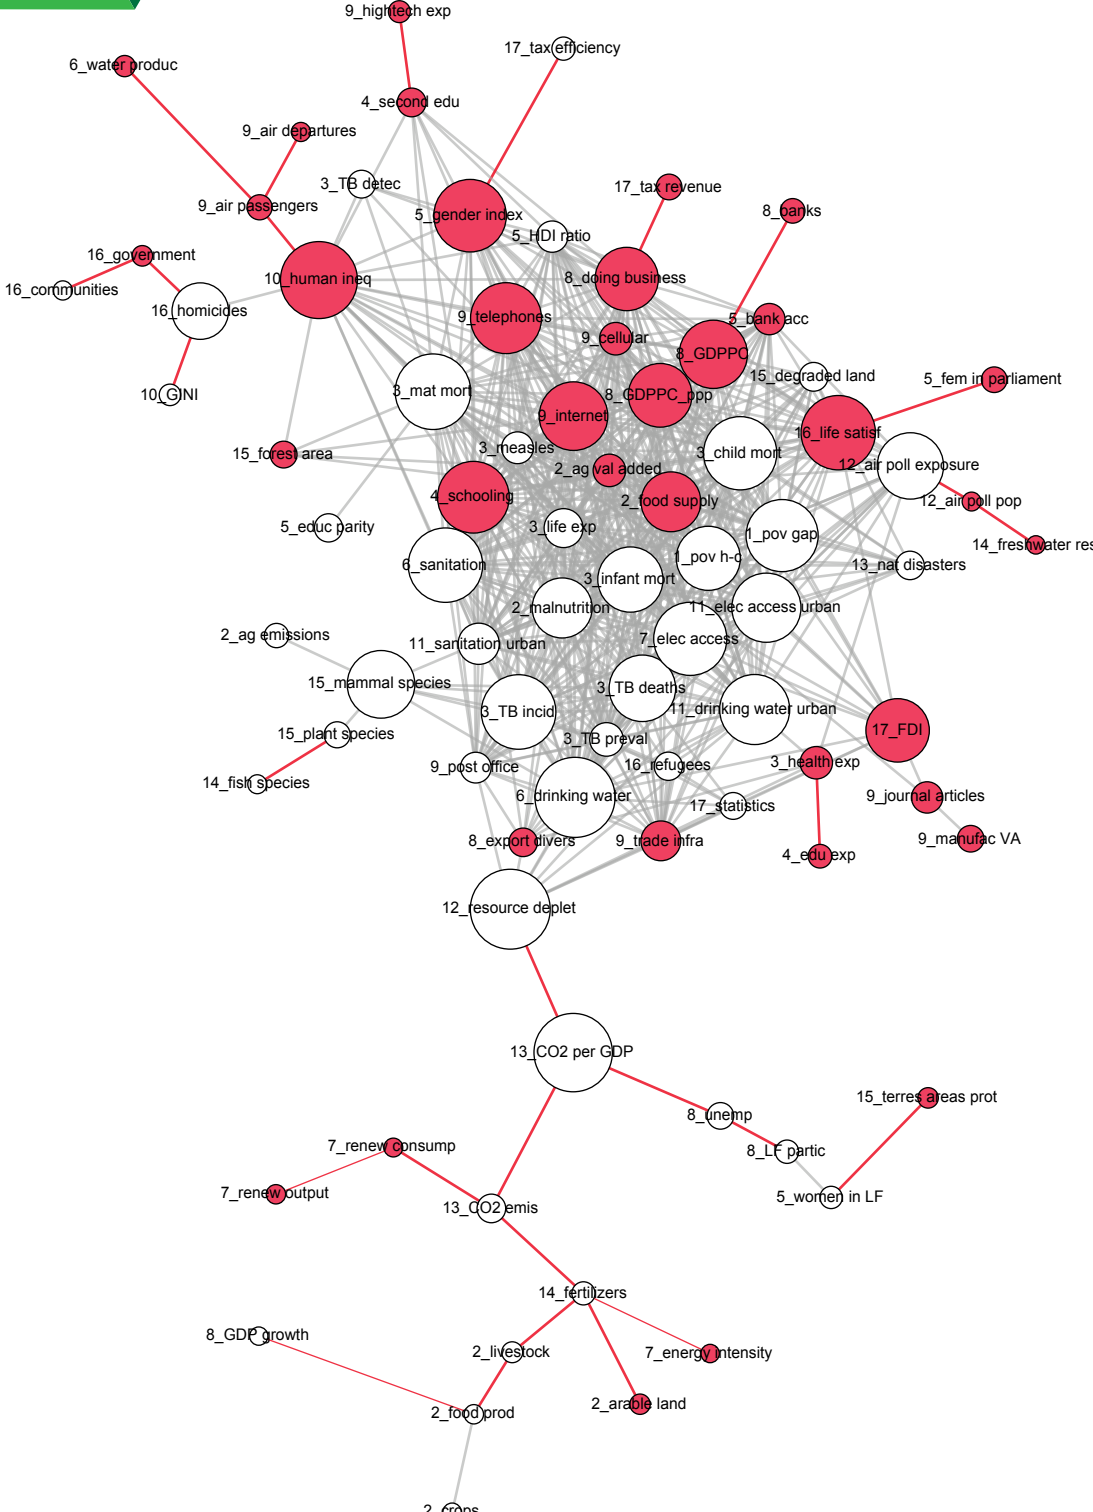 9_hightech exp
17_tax efficiency
6_water produc
4_second edu
9_air departures
3_TB detec
17_tax revenue
9_air passengers
5_gender index
8_banks
5_HDI ratio
16_government
10_human ineq
8_doing business
16_communities
16_homicides
9_telephones
5_bank acc
9_cellular
8_GDPPC
15_degraded land
5_fem in parliament
3_mat mort
10_GINI
8_GDPPC_ppp
9_internet
16_life satisf
3_measles
15_forest area
3_child mort
12_air poll exposure
2_ag val added
4_schooling
2_food supply
12_air poll pop
5_educ parity
3_life exp
1_pov gap
14_freshwater res
6_sanitation
1_pov h-c
13_nat disasters
3_infant mort
2_malnutrition
11_elec access urban
2_ag emissions
11_sanitation urban
7_elec access
15_mammal species
3_TB deaths
3_TB incid
11_drinking water urban
15_plant species
3_TB preval
17_FDI
9_post office
16_refugees
3_health exp
14_fish species
6_drinking water
17_statistics
9_journal articles
8_export divers
9_trade infra
4_edu exp
9_manufac VA
12_resource deplet
13_CO2 per GDP
15_terres areas prot
8_unemp
7_renew consump
8_LF partic
7_renew output
5_women in LF
13_CO2 emis
14_fertilizers
8_GDP growth
2_livestock
7_energy intensity
2_arable land
2_food prod
2_crops